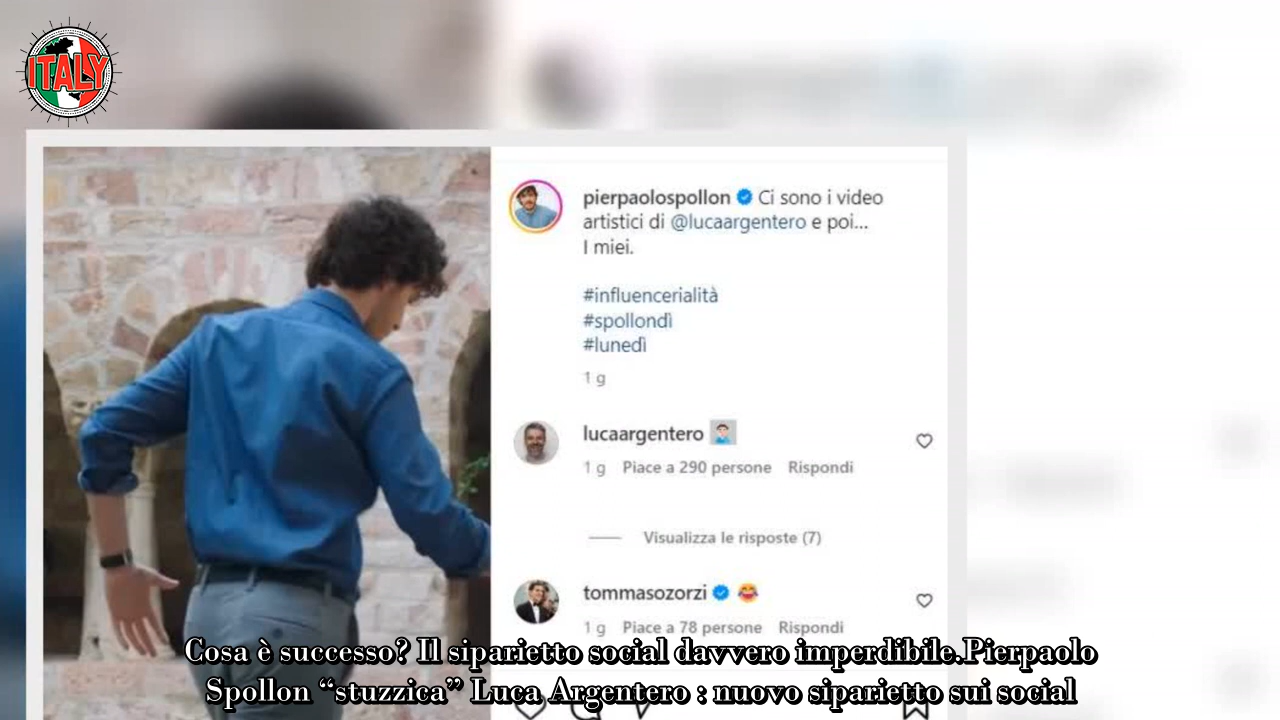 ITALY
pierpaolospollon Ci sono i video
artistici di @lucaargentero e poi...
I miei.
#influencerialità
#spollondì
#lunedì
1 g
lucaargentero
1 g Piace a 290 persone Rispondi
Visualizza le risposte (7)
tommasozorzi 😂
1 g Piace a 78 persone Rispondi
Cosa è successo? Il siparietto social davvero imperdibile.Pierpaolo
Spollon “stuzzica” Luca Argentero : nuovo siparietto sui social